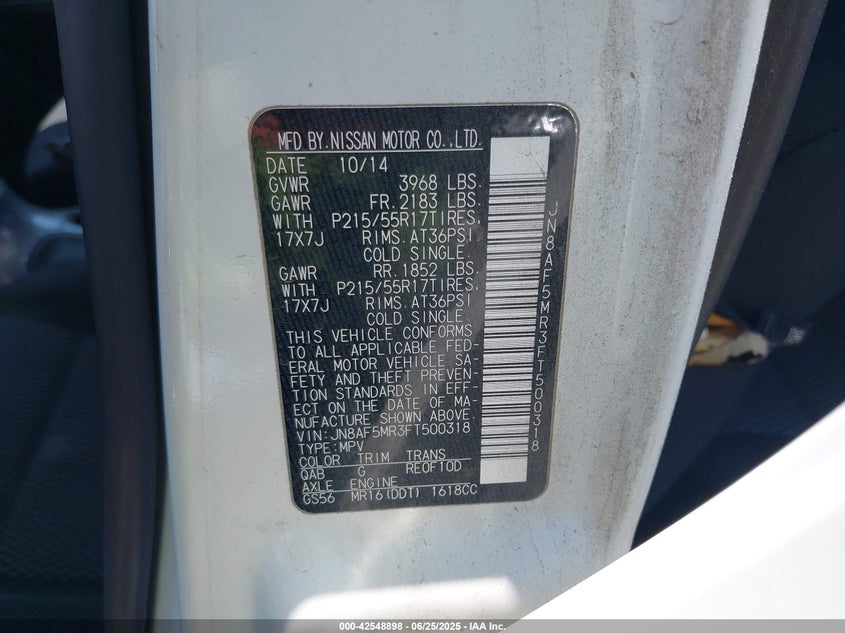 MFD BY.NISSAN MOTOR CO.,LTD.
DATE 10/14
GVWR 3968 LBS.
GAWR FR. 2183 LBS.
WITH P215/55R17TIRES.
17X7J RIMS. AT36PSI
COLD SINGLE.
GAWR RR. 1852 LBS.
WITH P215/55R17TIRES.
17X7J RIMS. AT36PSI
COLD SINGLE.
THIS VEHICLE CONFORMS
TO ALL APPLICABLE FED-
ERAL MOTOR VEHICLE SA-
FETY AND THEFT PREVEN-
TION STANDARDS IN EFF-
ECT ON THE DATE OF MA-
NUFACTURE SHOWN ABOVE.
VIN: JN8AF5MR3FT500318
TYPE: MPV
COLOR TRIM TRANS
QAB G RE0F10D
AXLE ENGINE
GS56 MR16(DDT) 1618CC
JN8AF5MR3FT500318
000-42548898 - 06/25/2025 - IAA Inc.